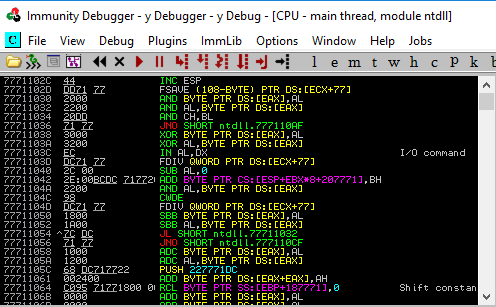 Immunity Debugger - y Debugger - y Debug - [CPU - main thread, module ntdll]
C File View Debug Plugins ImmLib Options Window Help Jobs
l e m t w h c p k b
7771102C 44 INC ESP
7771102D DD71 77 FSAVE (108-BYTE) PTR DS:[ECX+77]
77711030 2000 AND BYTE PTR DS:[EAX],AL
77711032 2200 AND AL,BYTE PTR DS:[EAX]
77711034 20DD AND CH,BL
77711036 71 77 JNO SHORT ntdll.777110AF
77711038 3000 XOR BYTE PTR DS:[EAX],AL
7771103A 3200 XOR AL,BYTE PTR DS:[EAX]
7771103C EC IN AL,DX I/O command
7771103D DC71 77 FDIV QWORD PTR DS:[ECX+77]
77711040 2C 00 SUB AL,0
77711042 2E:00BCDC 7177220 ADD BYTE PTR CS:[ESP+EBX*8+207771],BH
7771104A 2200 AND AL,BYTE PTR DS:[EAX]
7771104C 98 CWDE
7771104D DC71 77 FDIV QWORD PTR DS:[ECX+77]
77711050 1800 SBB BYTE PTR DS:[EAX],AL
77711052 1A00 SBB AL,BYTE PTR DS:[EAX]
77711054 ^7C DC JL SHORT ntdll.77711032
77711056 71 77 JNO SHORT ntdll.777110CF
77711058 1000 ADC BYTE PTR DS:[EAX],AL
7771105A 1200 ADC AL,BYTE PTR DS:[EAX]
7771105C 68 DC717722 PUSH 227771DC
77711061 002400 ADD BYTE PTR DS:[EAX+EAX],AH
77711064 C095 71771800 RCL BYTE PTR SS:[EBP+187771],0 Shift constan
7771106B 0000 ADD BYTE PTR DS:[EAX],AL